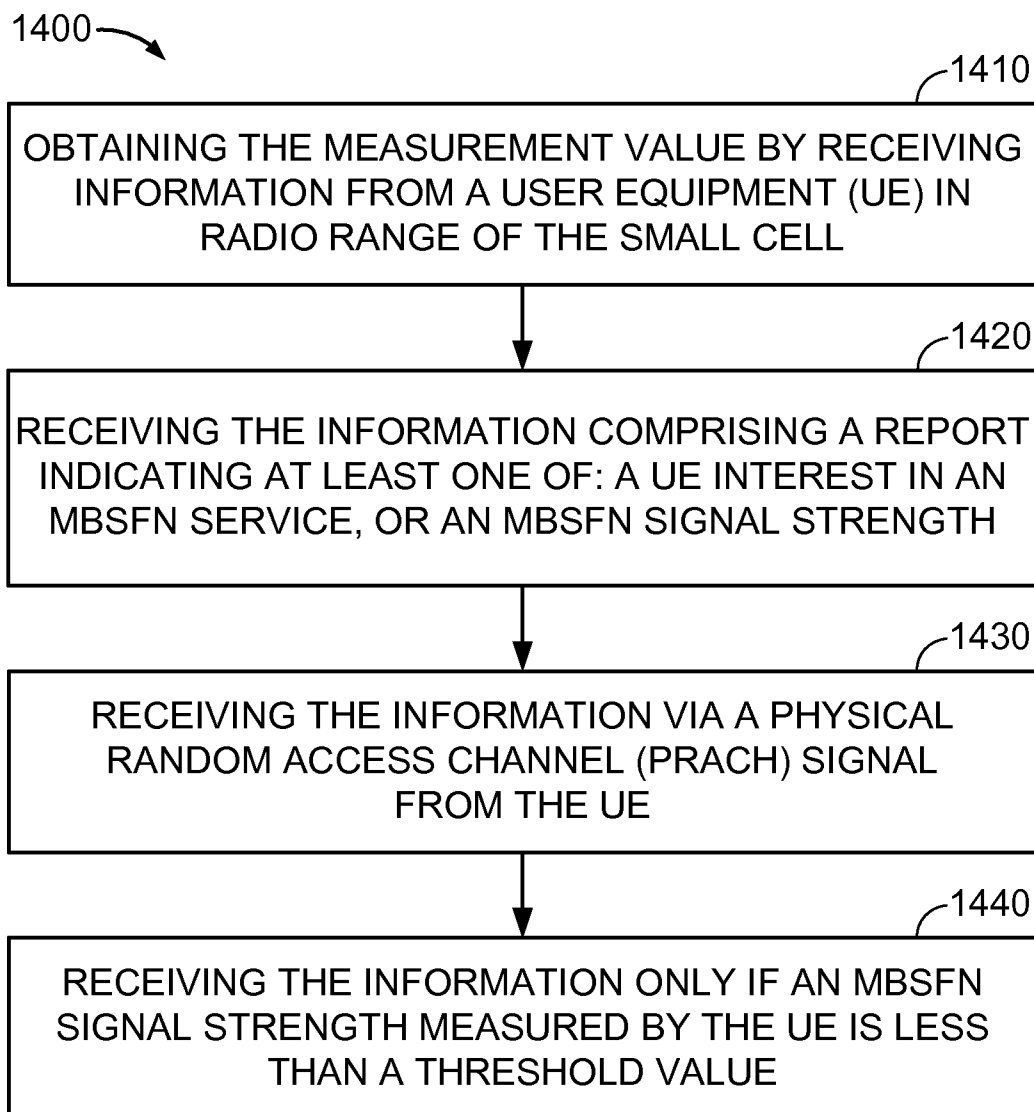 1400
1410
OBTAINING THE MEASUREMENT VALUE BY RECEIVING
INFORMATION FROM A USER EQUIPMENT (UE) IN
RADIO RANGE OF THE SMALL CELL
1420
RECEIVING THE INFORMATION COMPRISING A REPORT
INDICATING AT LEAST ONE OF: A UE INTEREST IN AN
MBSFN SERVICE, OR AN MBSFN SIGNAL STRENGTH
1430
RECEIVING THE INFORMATION VIA A PHYSICAL
RANDOM ACCESS CHANNEL (PRACH) SIGNAL
FROM THE UE
1440
RECEIVING THE INFORMATION ONLY IF AN MBSFN
SIGNAL STRENGTH MEASURED BY THE UE IS LESS
THAN A THRESHOLD VALUE